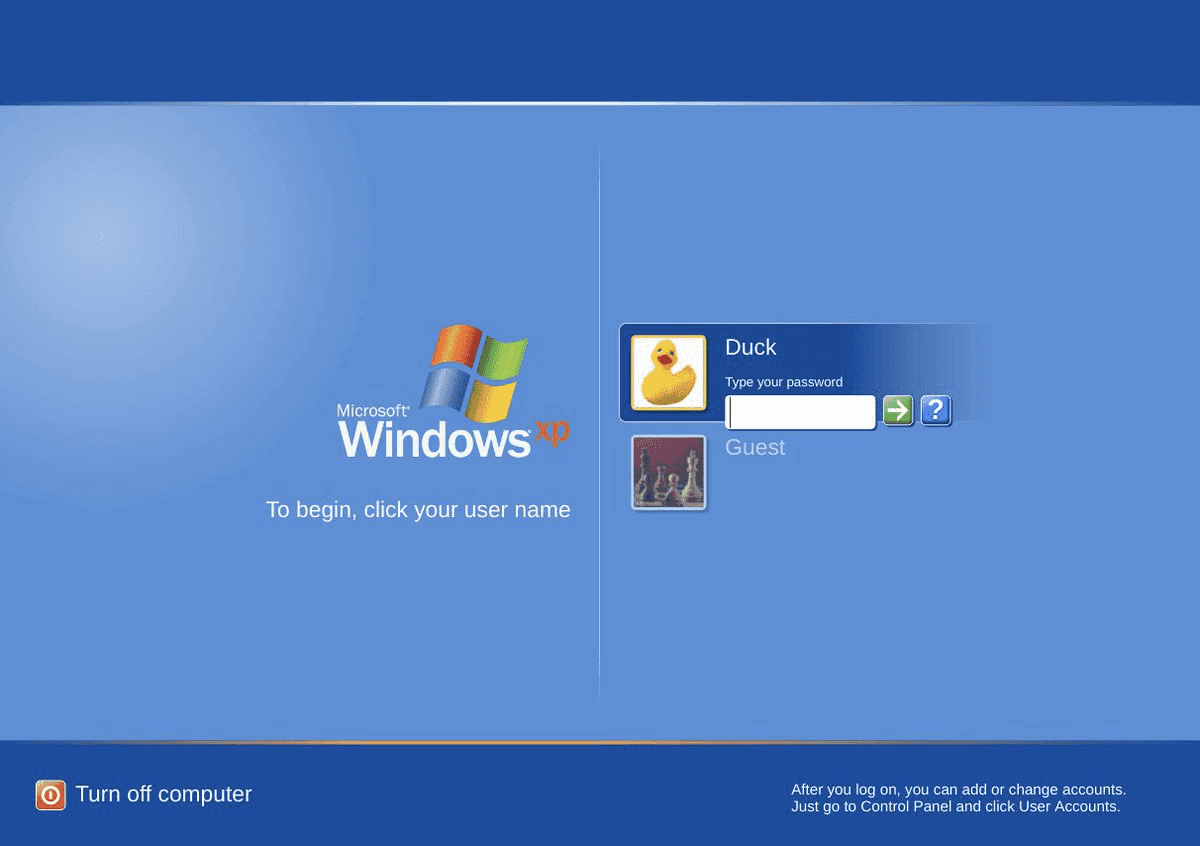 Microsoft®
Windows xp
To begin, click your user name
Duck
Type your password
?
Guest
Turn off computer
After you log on, you can add or change accounts.
Just go to Control Panel and click User Accounts.